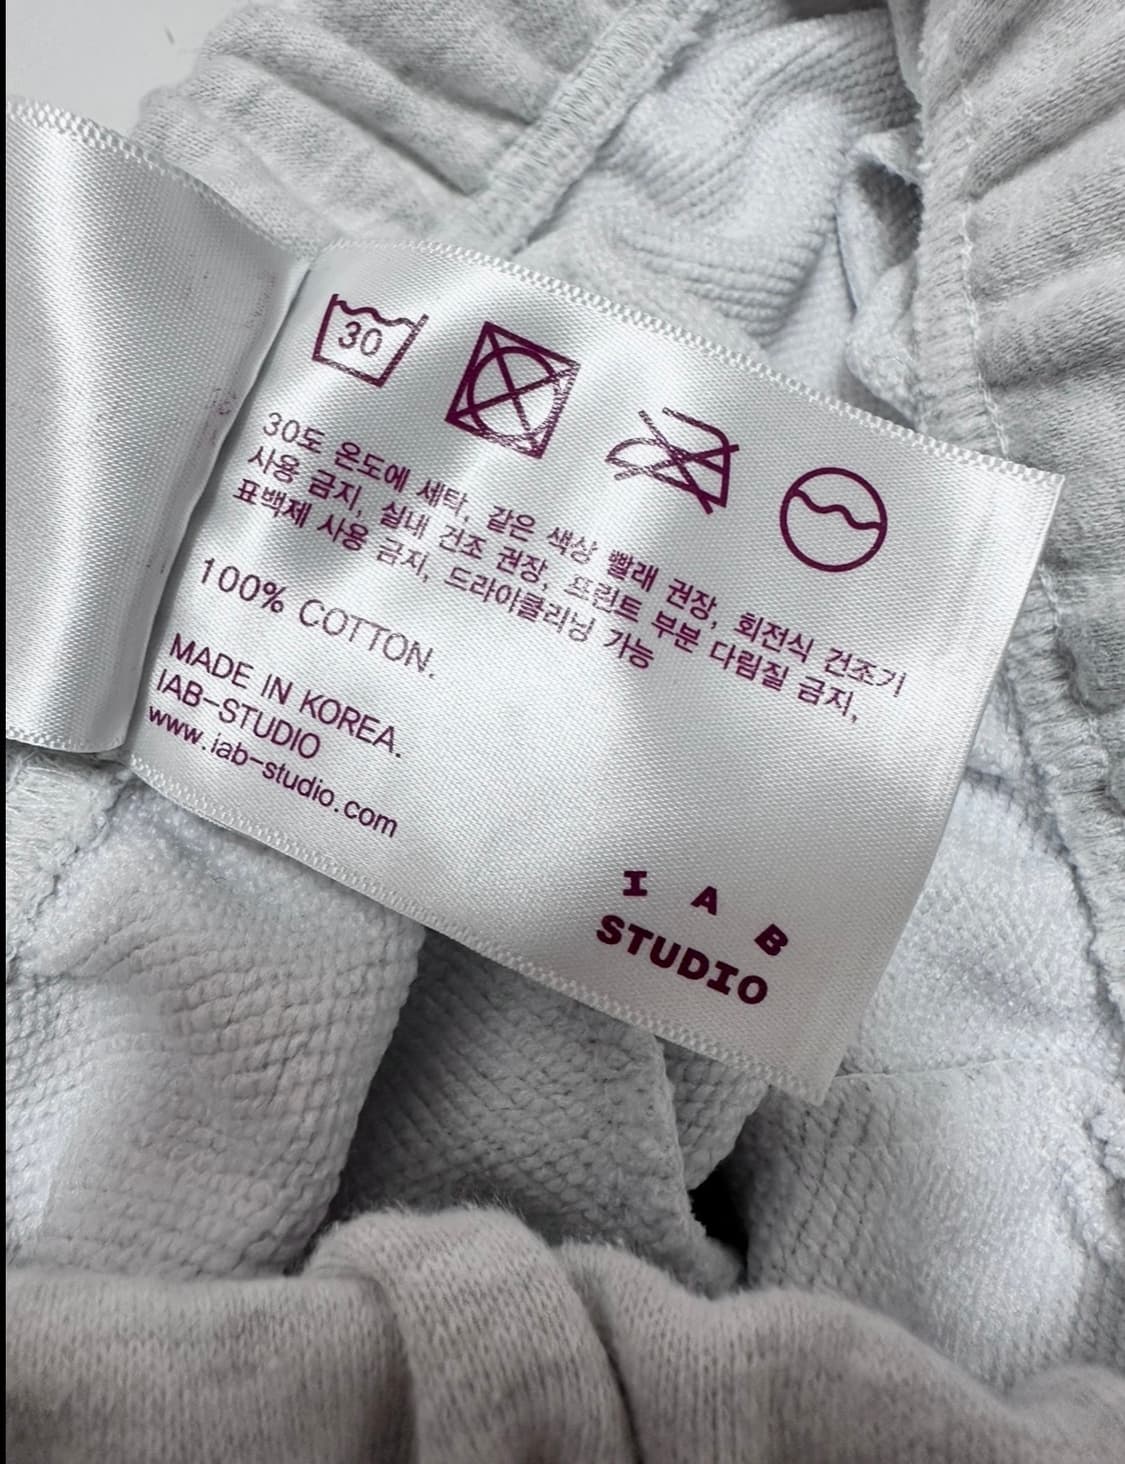 30
30도 온도에 세탁, 같은 색상 빨래 권장, 회전식 건조기
사용 금지, 실내 건조 권장, 프린트 부분 다림질 금지,
표백제 사용 금지, 드라이클리닝 가능
100% COTTON.
MADE IN KOREA.
IAB-STUDIO
www.iab-studio.com
I A B
STUDIO